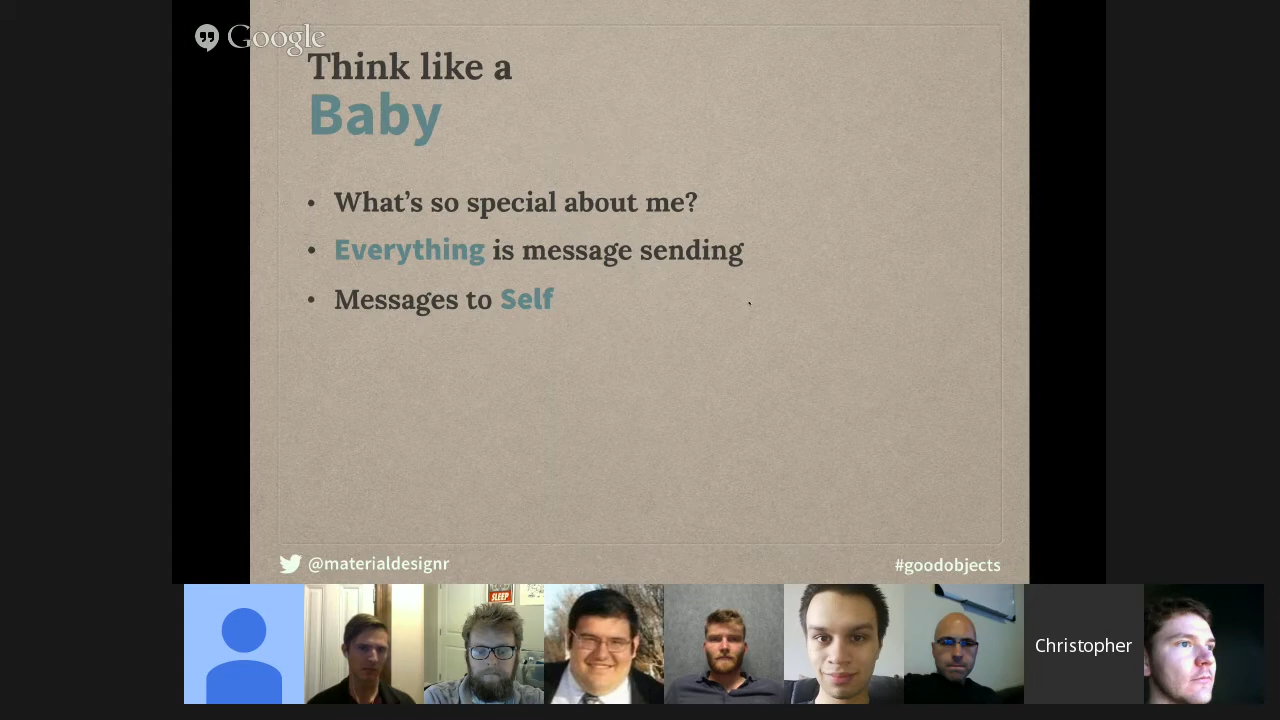 Google
Think like a
Baby
• What's so special about me?
• Everything is message sending
• Messages to Self
@materialdesignr
#goodobjects
SLEEP
Christopher